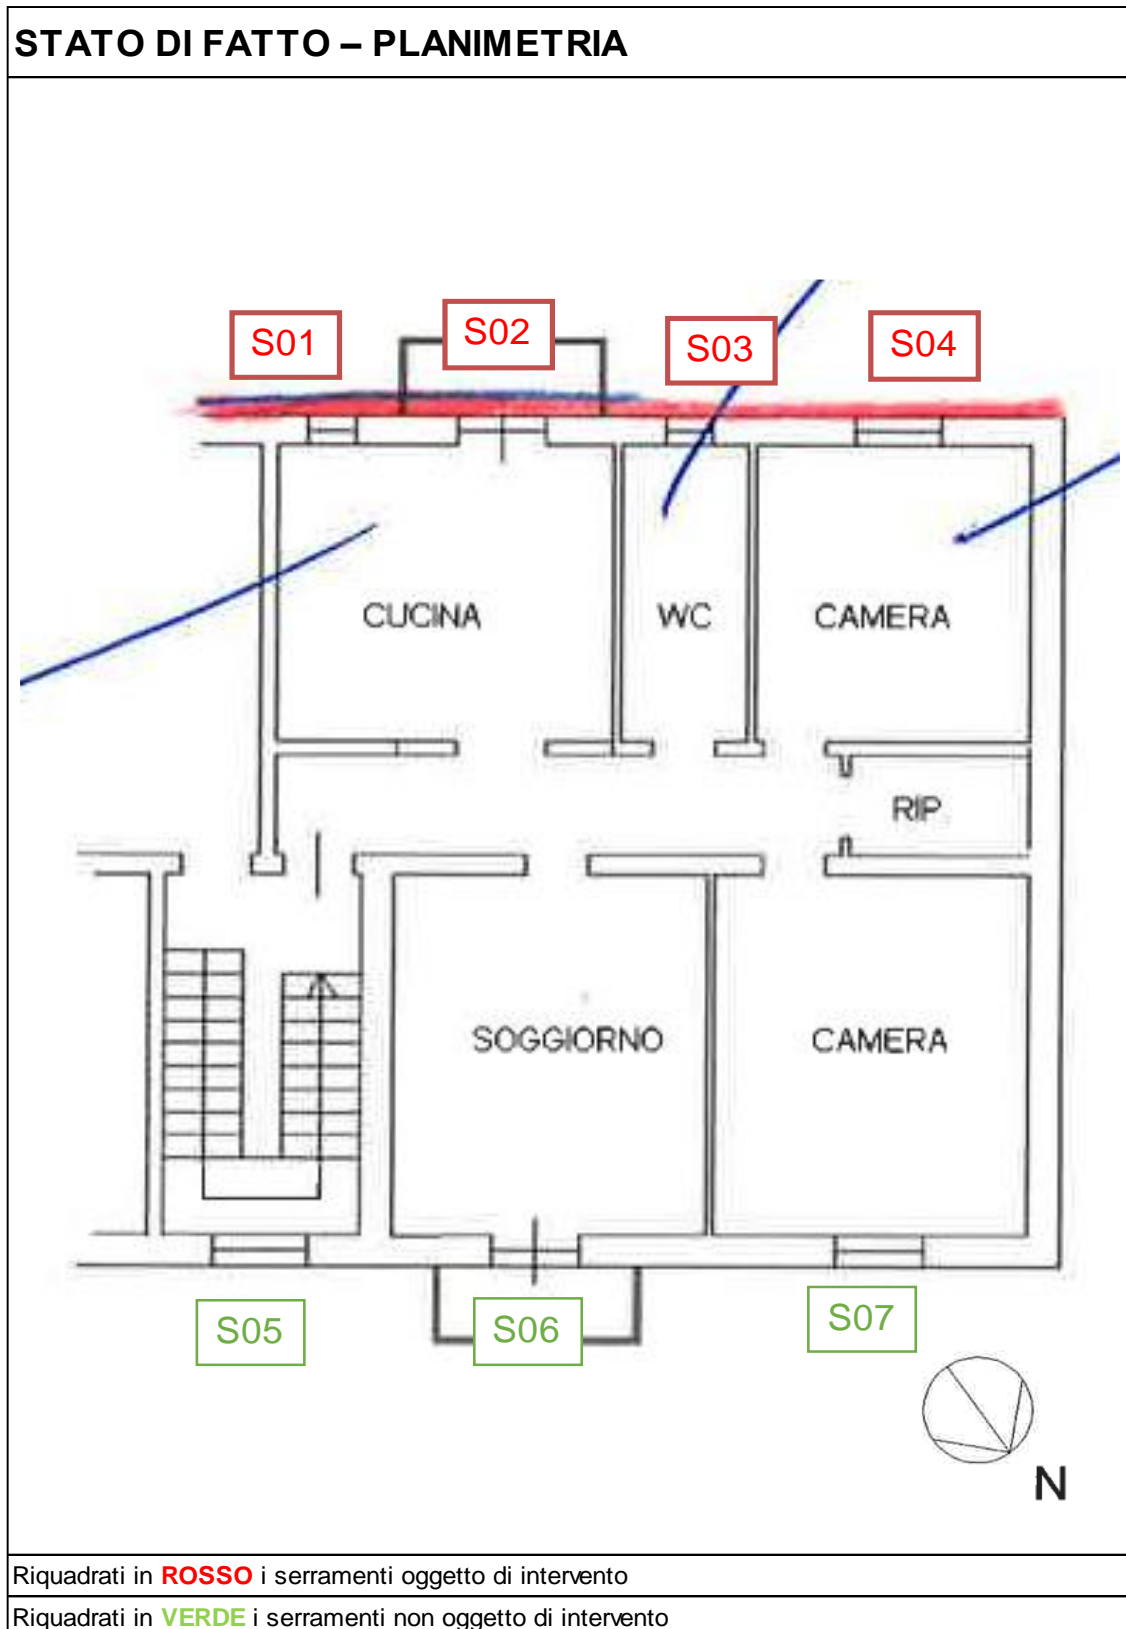 STATO DI FATTO – PLANIMETRIA
S01
S02
S03
S04
CUCINA
WC
CAMERA
RIP
SOGGIORNO
CAMERA
S05
S06
S07
N
Riquadrati in ROSSO i serramenti oggetto di intervento
Riquadrati in VERDE i serramenti non oggetto di intervento